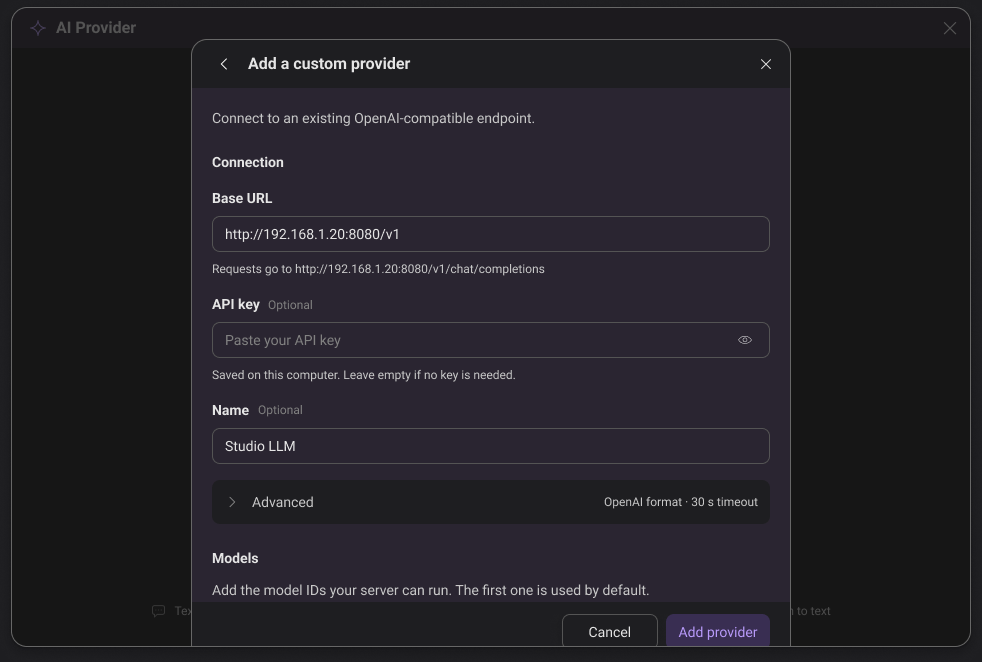 AI Provider
Add a custom provider
Connect to an existing OpenAI-compatible endpoint.
Connection
Base URL
http://192.168.1.20:8080/v1
Requests go to http://192.168.1.20:8080/v1/chat/completions
API key Optional
Paste your API key
Saved on this computer. Leave empty if no key is needed.
Name Optional
Studio LLM
Advanced OpenAI format · 30 s timeout
Models
Add the model IDs your server can run. The first one is used by default.
to text
Cancel Add provider